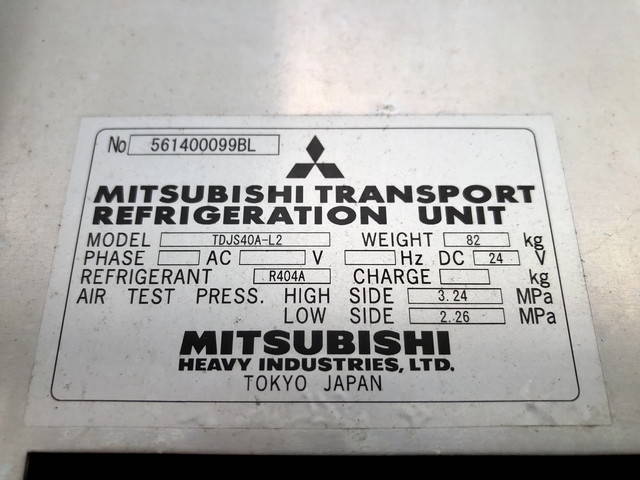 No 561400099BL
MITSUBISHI TRANSPORT
REFRIGERATION UNIT
MODEL TDJS40A-L2 WEIGHT 82 kg
PHASE AC V Hz DC 24 V
REFRIGERANT R404A CHARGE kg
AIR TEST PRESS. HIGH SIDE 3.24 MPa
LOW SIDE 2.26 MPa
MITSUBISHI
HEAVY INDUSTRIES, LTD.
TOKYO JAPAN